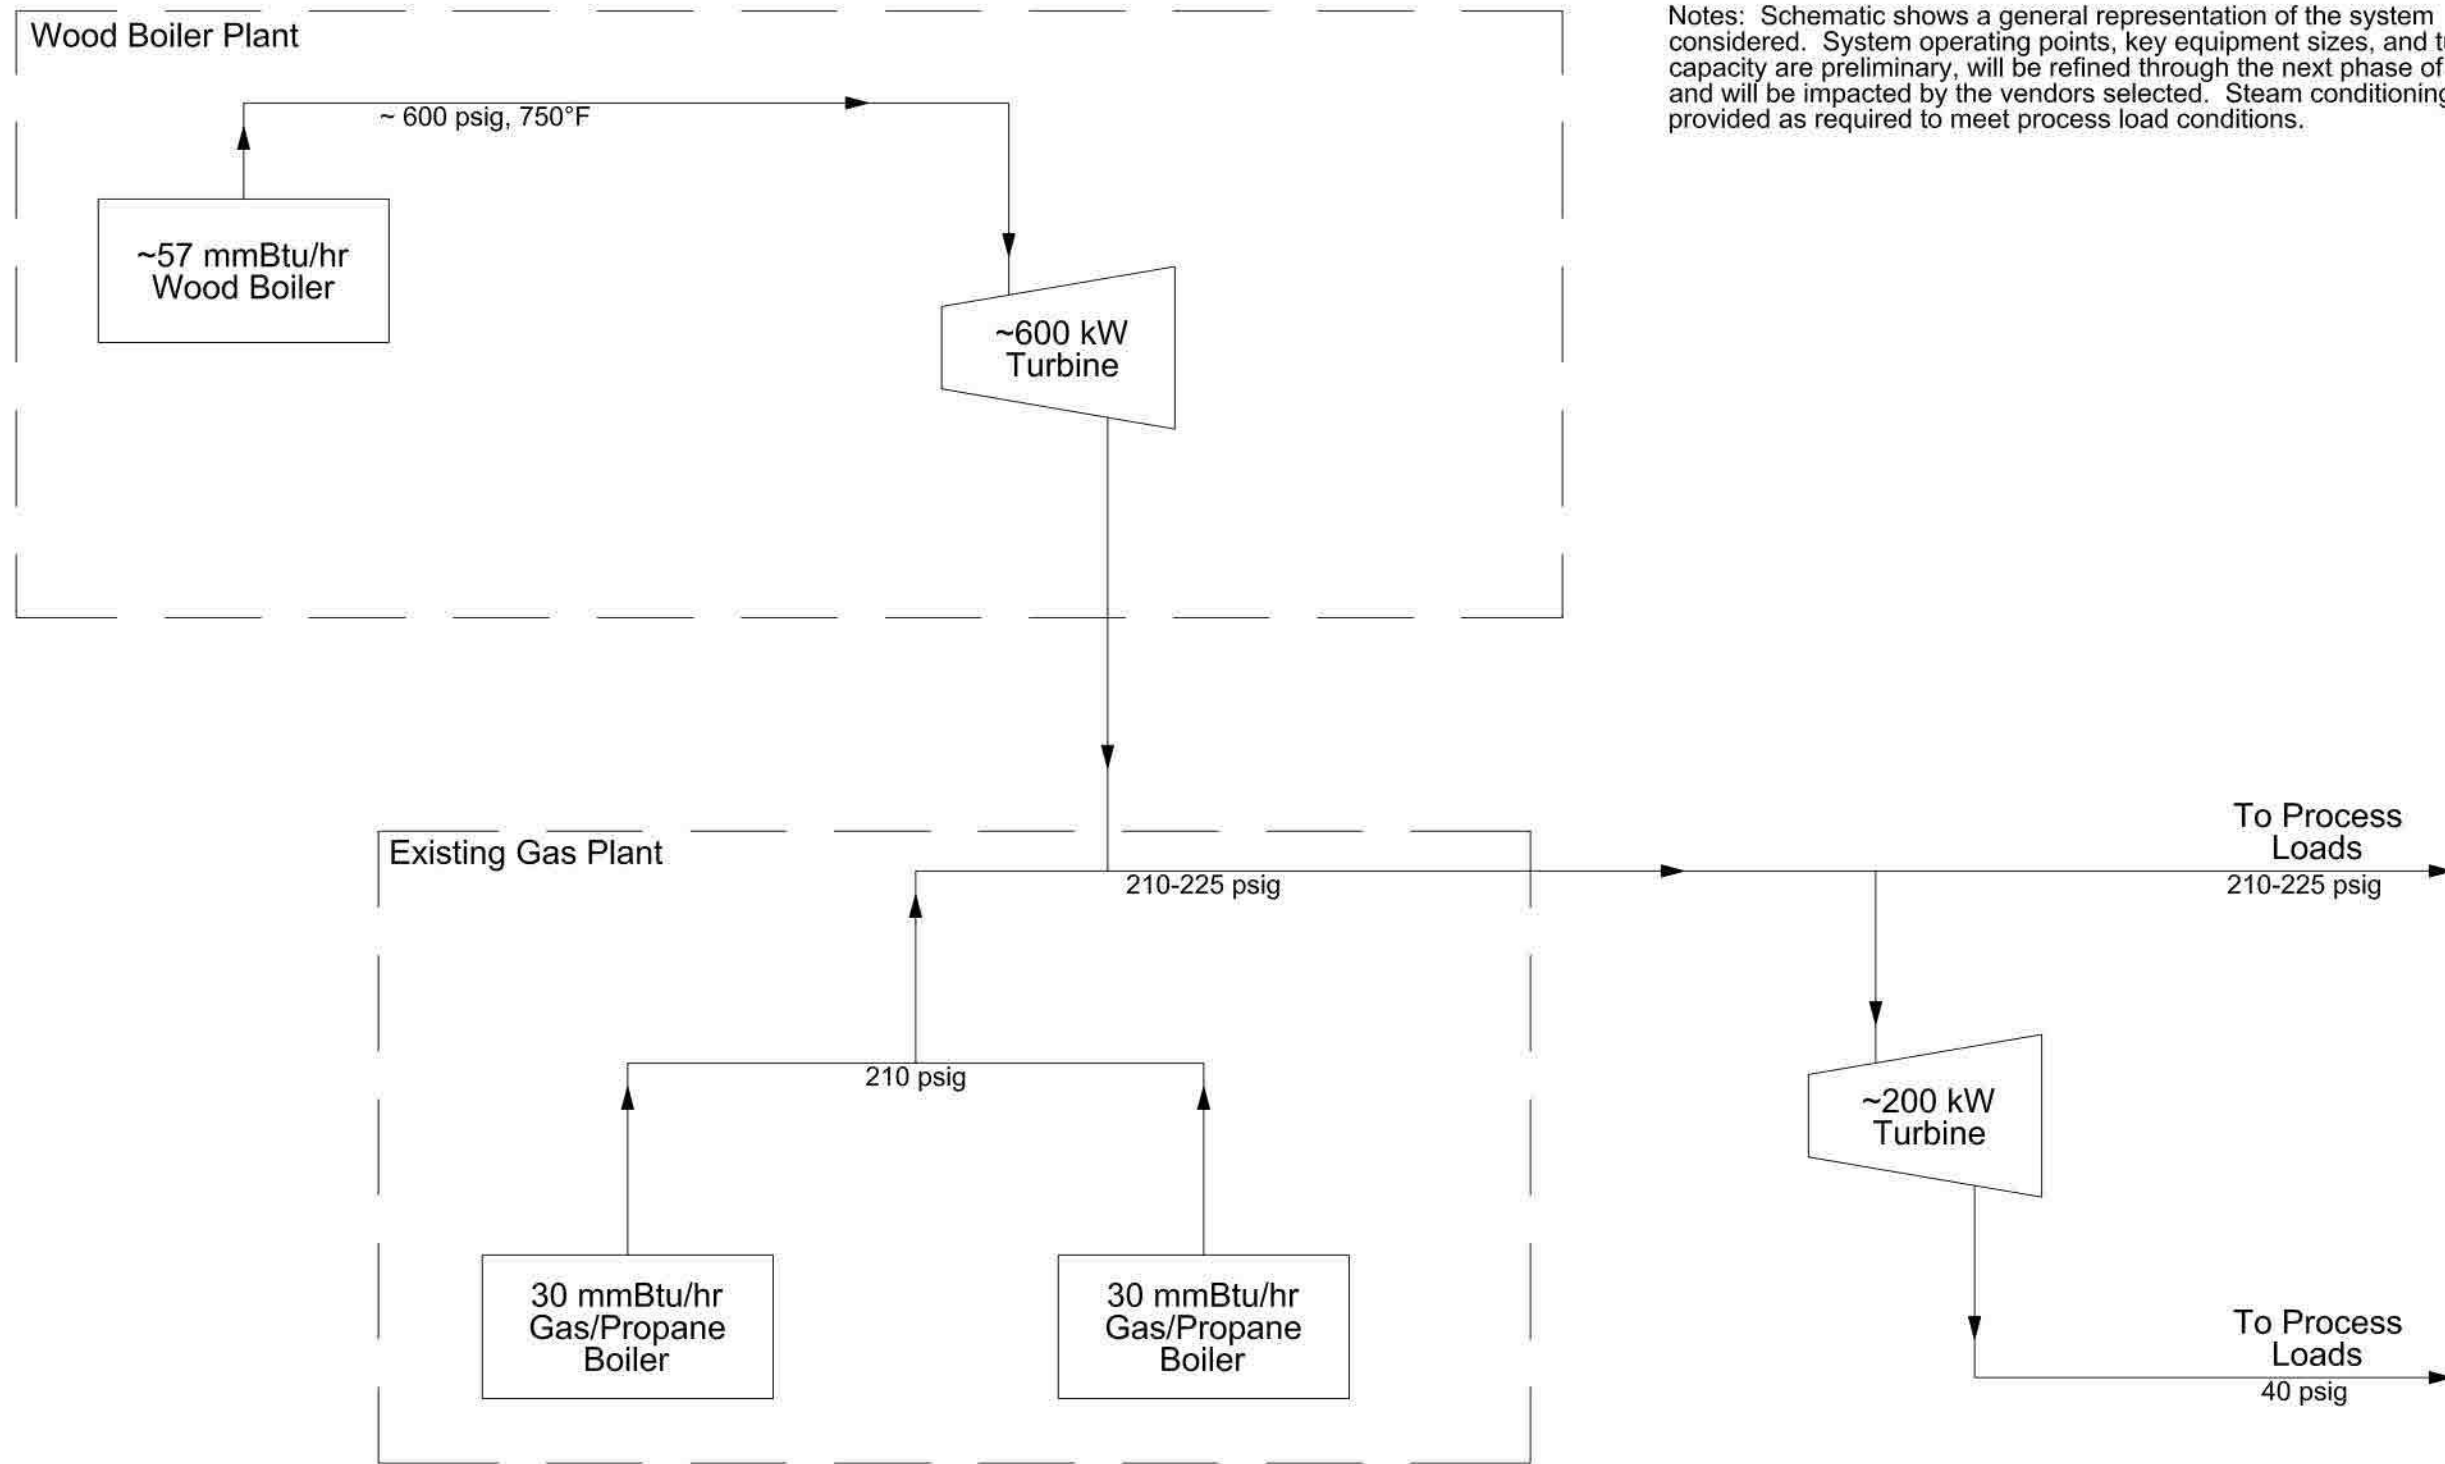 Wood Boiler Plant
Notes:  Schematic shows a general representation of the system
considered.  System operating points, key equipment sizes, and
capacity are preliminary, will be refined through the next phase of
and will be impacted by the vendors selected.  Steam conditioning
provided as required to meet process load conditions.
~ 600 psig, 750°F
~57 mmBtu/hr
Wood Boiler
~600 kW
Turbine
Existing Gas Plant
To Process
Loads
210-225 psig
210-225 psig
210 psig
~200 kW
Turbine
30 mmBtu/hr
Gas/Propane
Boiler
30 mmBtu/hr
Gas/Propane
Boiler
To Process
Loads
40 psig